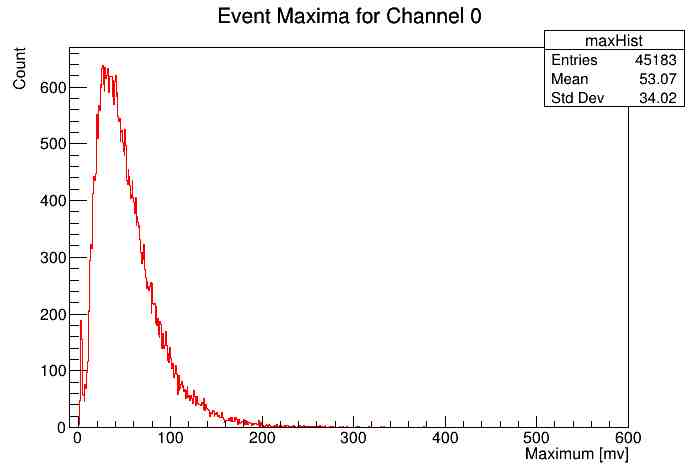 Event Maxima for Channel 0
maxHist
Entries 45183
Mean 53.07
Std Dev 34.02
Count
600
500
400
300
200
100
0
0 100 200 300 400 500 600
Maximum [mv]